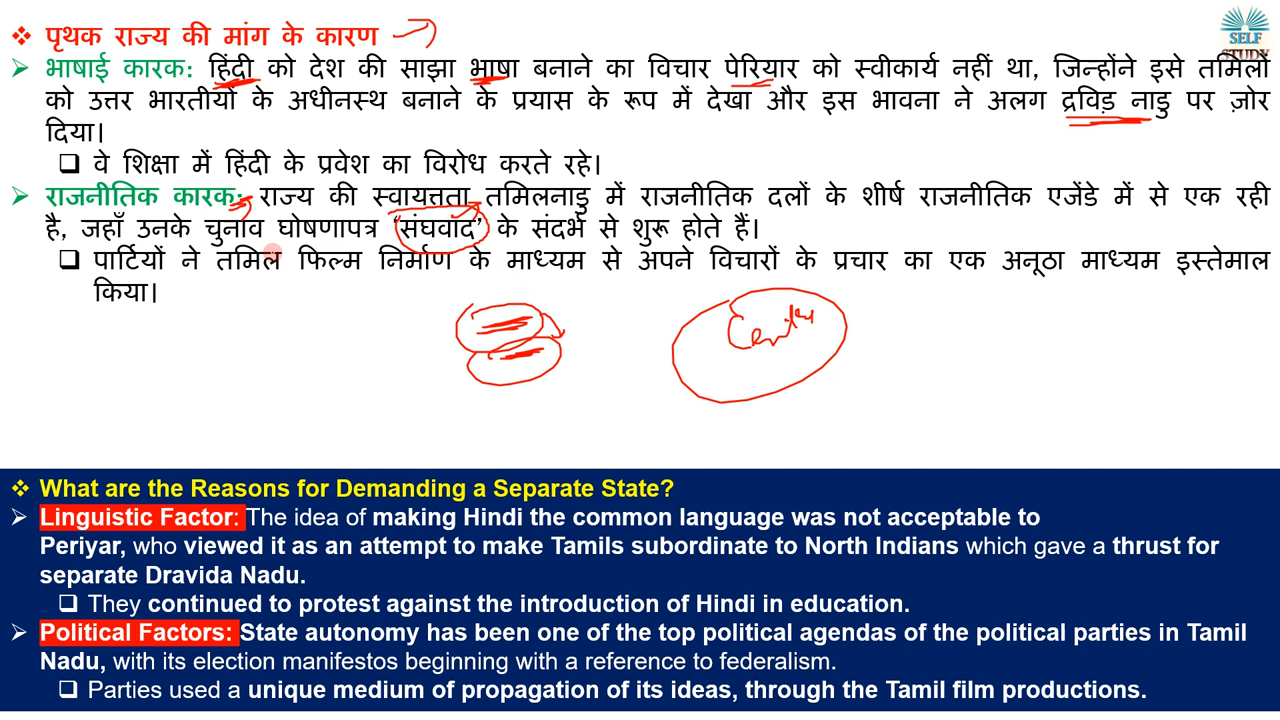 ❖ पृथक राज्य की मांग के कारण
SELF
STUDY
➢ भाषाई कारक: हिंदी को देश की साझा भाषा बनाने का विचार पेरियार को स्वीकार्य नहीं था, जिन्होंने इसे तमिलों
को उत्तर भारतीयों के अधीनस्थ बनाने के प्रयास के रूप में देखा और इस भावना ने अलग द्रविड़ नाडु पर ज़ोर
दिया।
❑ वे शिक्षा में हिंदी के प्रवेश का विरोध करते रहे।
➢ राजनीतिक कारक: राज्य की स्वायत्तता तमिलनाडु में राजनीतिक दलों के शीर्ष राजनीतिक एजेंडे में से एक रही
है, जहाँ उनके चुनाव घोषणापत्र “संघवाद” के संदर्भ से शुरू होते हैं।
❑ पार्टियों ने तमिल फिल्म निर्माण के माध्यम से अपने विचारों के प्रचार का एक अनूठा माध्यम इस्तेमाल
किया।
❖ What are the Reasons for Demanding a Separate State?
➢ Linguistic Factor: The idea of making Hindi the common language was not acceptable to
Periyar, who viewed it as an attempt to make Tamils subordinate to North Indians which gave a thrust for
separate Dravida Nadu.
❑ They continued to protest against the introduction of Hindi in education.
➢ Political Factors: State autonomy has been one of the top political agendas of the political parties in Tamil
Nadu, with its election manifestos beginning with a reference to federalism.
❑ Parties used a unique medium of propagation of its ideas, through the Tamil film productions.